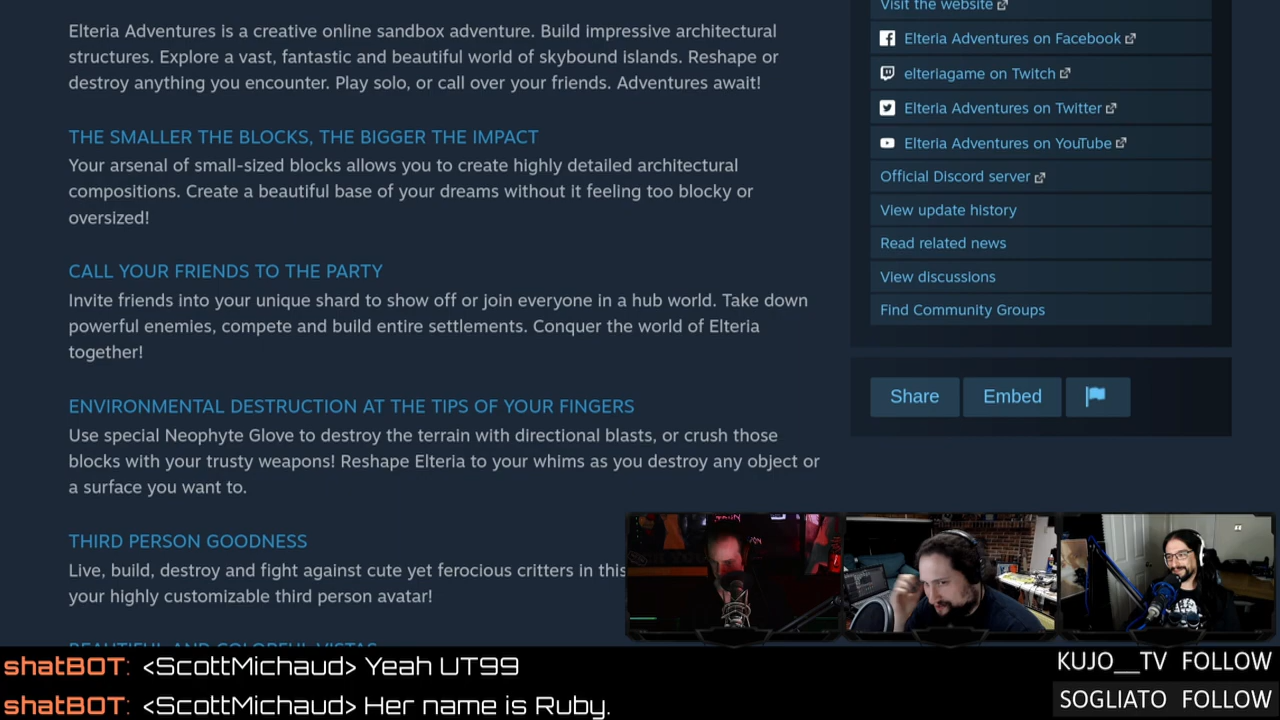 Elteria Adventures is a creative online sandbox adventure. Build impressive architectural
structures. Explore a vast, fantastic and beautiful world of skybound islands. Reshape or
destroy anything you encounter. Play solo, or call over your friends. Adventures await!
THE SMALLER THE BLOCKS, THE BIGGER THE IMPACT
Your arsenal of small-sized blocks allows you to create highly detailed architectural
compositions. Create a beautiful base of your dreams without it feeling too blocky or
oversized!
CALL YOUR FRIENDS TO THE PARTY
Invite friends into your unique shard to show off or join everyone in a hub world. Take down
powerful enemies, compete and build entire settlements. Conquer the world of Elteria
together!
ENVIRONMENTAL DESTRUCTION AT THE TIPS OF YOUR FINGERS
Use special Neophyte Glove to destroy the terrain with directional blasts, or crush those
blocks with your trusty weapons! Reshape Elteria to your whims as you destroy any object or
a surface you want to.
THIRD PERSON GOODNESS
Live, build, destroy and fight against cute yet ferocious critters in this
your highly customizable third person avatar!
BEAUTIFUL AND COLORFUL VISTAS
Visit the website
Elteria Adventures on Facebook
elteriagame on Twitch
Elteria Adventures on Twitter
Elteria Adventures on YouTube
Official Discord server
View update history
Read related news
View discussions
Find Community Groups
Share Embed
shatBOT: <ScottMichaud> Yeah UT99
shatBOT: <ScottMichaud> Her name is Ruby.
KUJO__TV FOLLOW
SOGLIATO FOLLOW